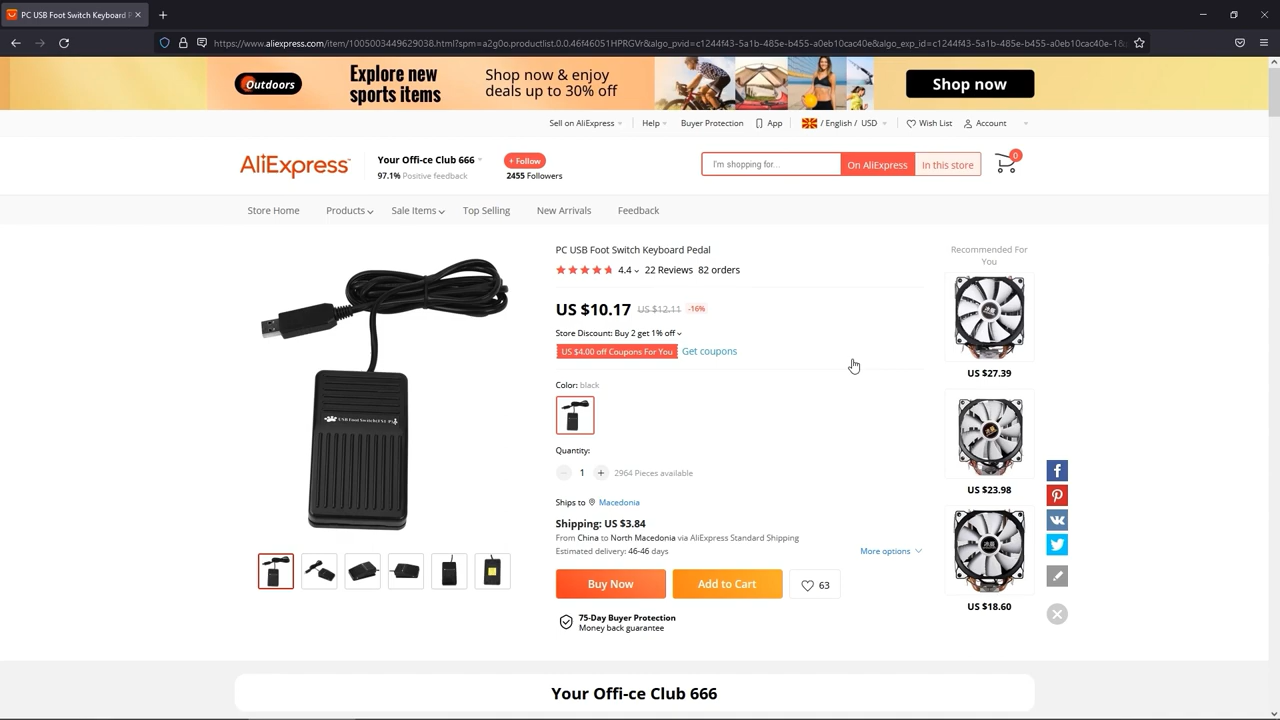 PC USB Foot Switch Keyboard P
https://www.aliexpress.com/item/1005003449629038.html?spm=a2g0o.productlist.0.0.46f46051HPRGVr&algo_pvid=c1244f43-5a1b-485e-b455-a0eb10cac40e&algo_exp_id=c1244f43-5a1b-485e-b455-a0eb10cac40e-18
Outdoors
Explore new sports items
Shop now & enjoy deals up to 30% off
Shop now
Sell on AliExpress
Help
Buyer Protection
App
/ English / USD
Wish List
Account
AliExpress
Your Offi-ce Club 666
97.1% Positive feedback
+ Follow
2455 Followers
I'm shopping for...
On AliExpress
In this store
0
Store Home
Products
Sale Items
Top Selling
New Arrivals
Feedback
PC USB Foot Switch Keyboard Pedal
4.4
22 Reviews
82 orders
US $10.17
US $12.11
-16%
Store Discount: Buy 2 get 1% off
US $4.00 off Coupons For You
Get coupons
Color: black
Quantity:
1
2964 Pieces available
Ships to
Macedonia
Shipping: US $3.84
From China to North Macedonia via AliExpress Standard Shipping
Estimated delivery: 46-46 days
More options
Buy Now
Add to Cart
63
75-Day Buyer Protection
Money back guarantee
Recommended For
You
US $27.39
US $23.98
US $18.60
Your Offi-ce Club 666